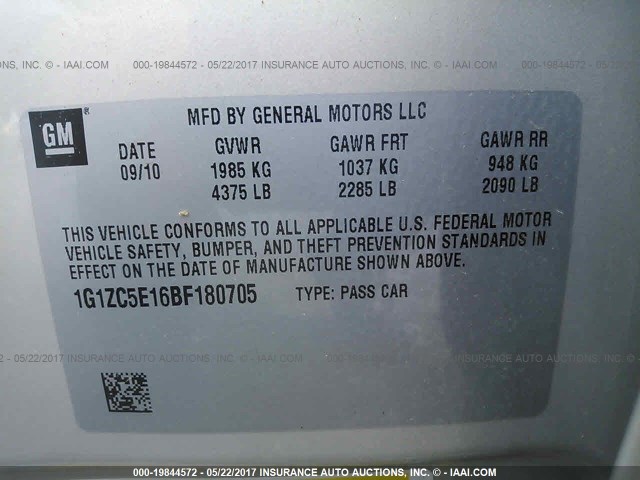 000-19844572 - 05/22/2017 INSURANCE AUTO AUCTIONS, INC. - IAAI.COM
GM ®
MFD BY GENERAL MOTORS LLC
DATE GVWR GAWR FRT GAWR RR
09/10 1985 KG 1037 KG 948 KG
4375 LB 2285 LB 2090 LB
THIS VEHICLE CONFORMS TO ALL APPLICABLE U.S. FEDERAL MOTOR
VEHICLE SAFETY, BUMPER, AND THEFT PREVENTION STANDARDS IN
EFFECT ON THE DATE OF MANUFACTURE SHOWN ABOVE.
1G1ZC5E16BF180705 TYPE: PASS CAR
000-19844572 - 05/22/2017 INSURANCE AUTO AUCTIONS, INC. - IAAI.COM